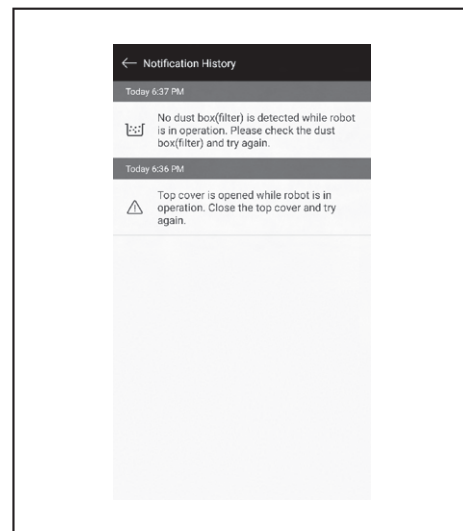 Notification History
Today 6:37 PM
No dust box(filter) is detected while robot
is in operation. Please check the dust
box(filter) and try again.
Today 6:36 PM
Top cover is opened while robot is in
operation. Close the top cover and try
again.